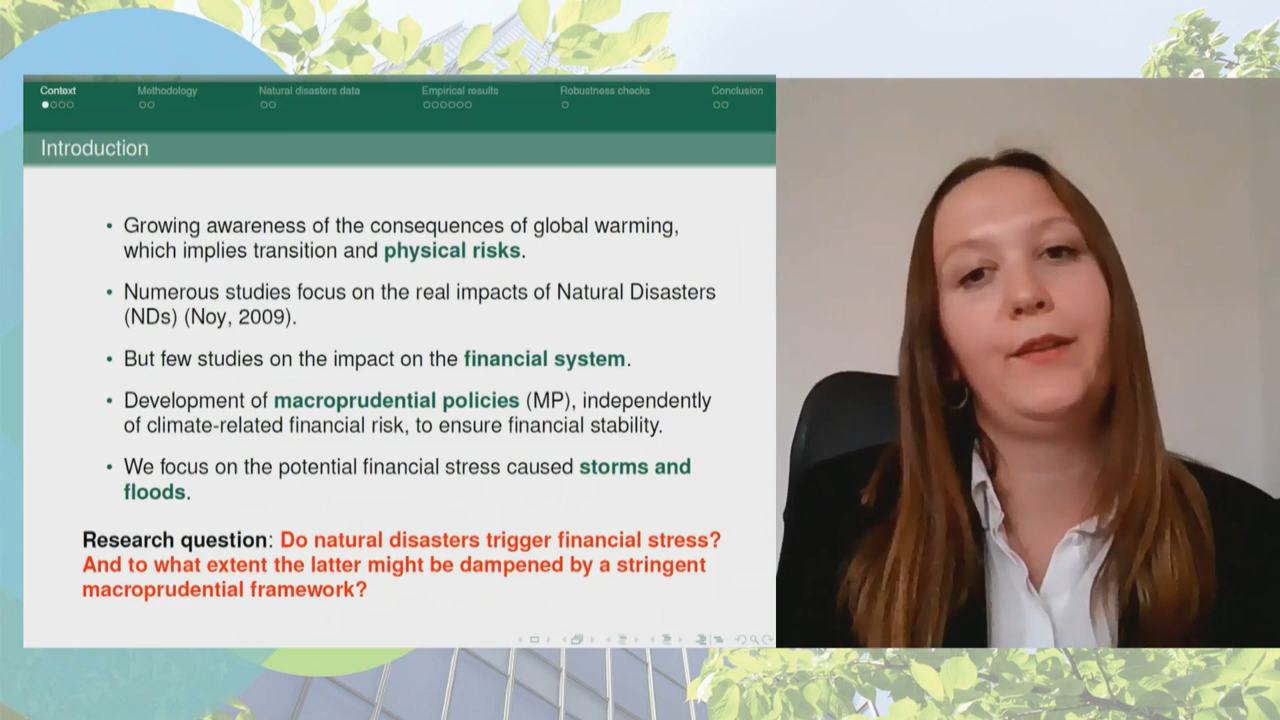 Context
Methodology
Natural disasters data
Empirical results
Robustness checks
Conclusion
Introduction
• Growing awareness of the consequences of global warming,
which implies transition and physical risks.
• Numerous studies focus on the real impacts of Natural Disasters
(NDs) (Noy, 2009).
• But few studies on the impact on the financial system.
• Development of macroprudential policies (MP), independently
of climate-related financial risk, to ensure financial stability.
• We focus on the potential financial stress caused storms and
floods.
Research question: Do natural disasters trigger financial stress?
And to what extent the latter might be dampened by a stringent
macroprudential framework?